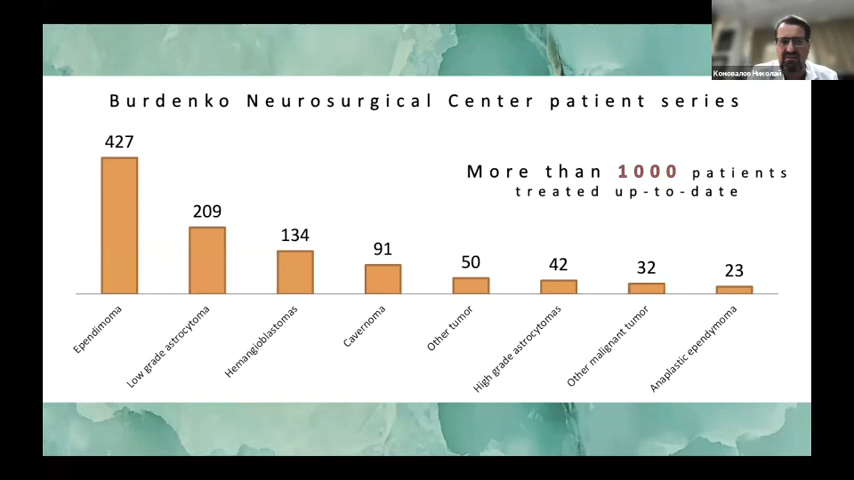 Коновалов Николай
Burdenko Neurosurgical Center patient series
More than 1000 patients
treated up-to-date
427
209
134
91
50
42
32
23
Ependimoma
Low grade astrocytoma
Hemangioblastomas
Cavernoma
Other tumor
High grade astrocytomas
Other malignant tumor
Anaplastic ependymoma